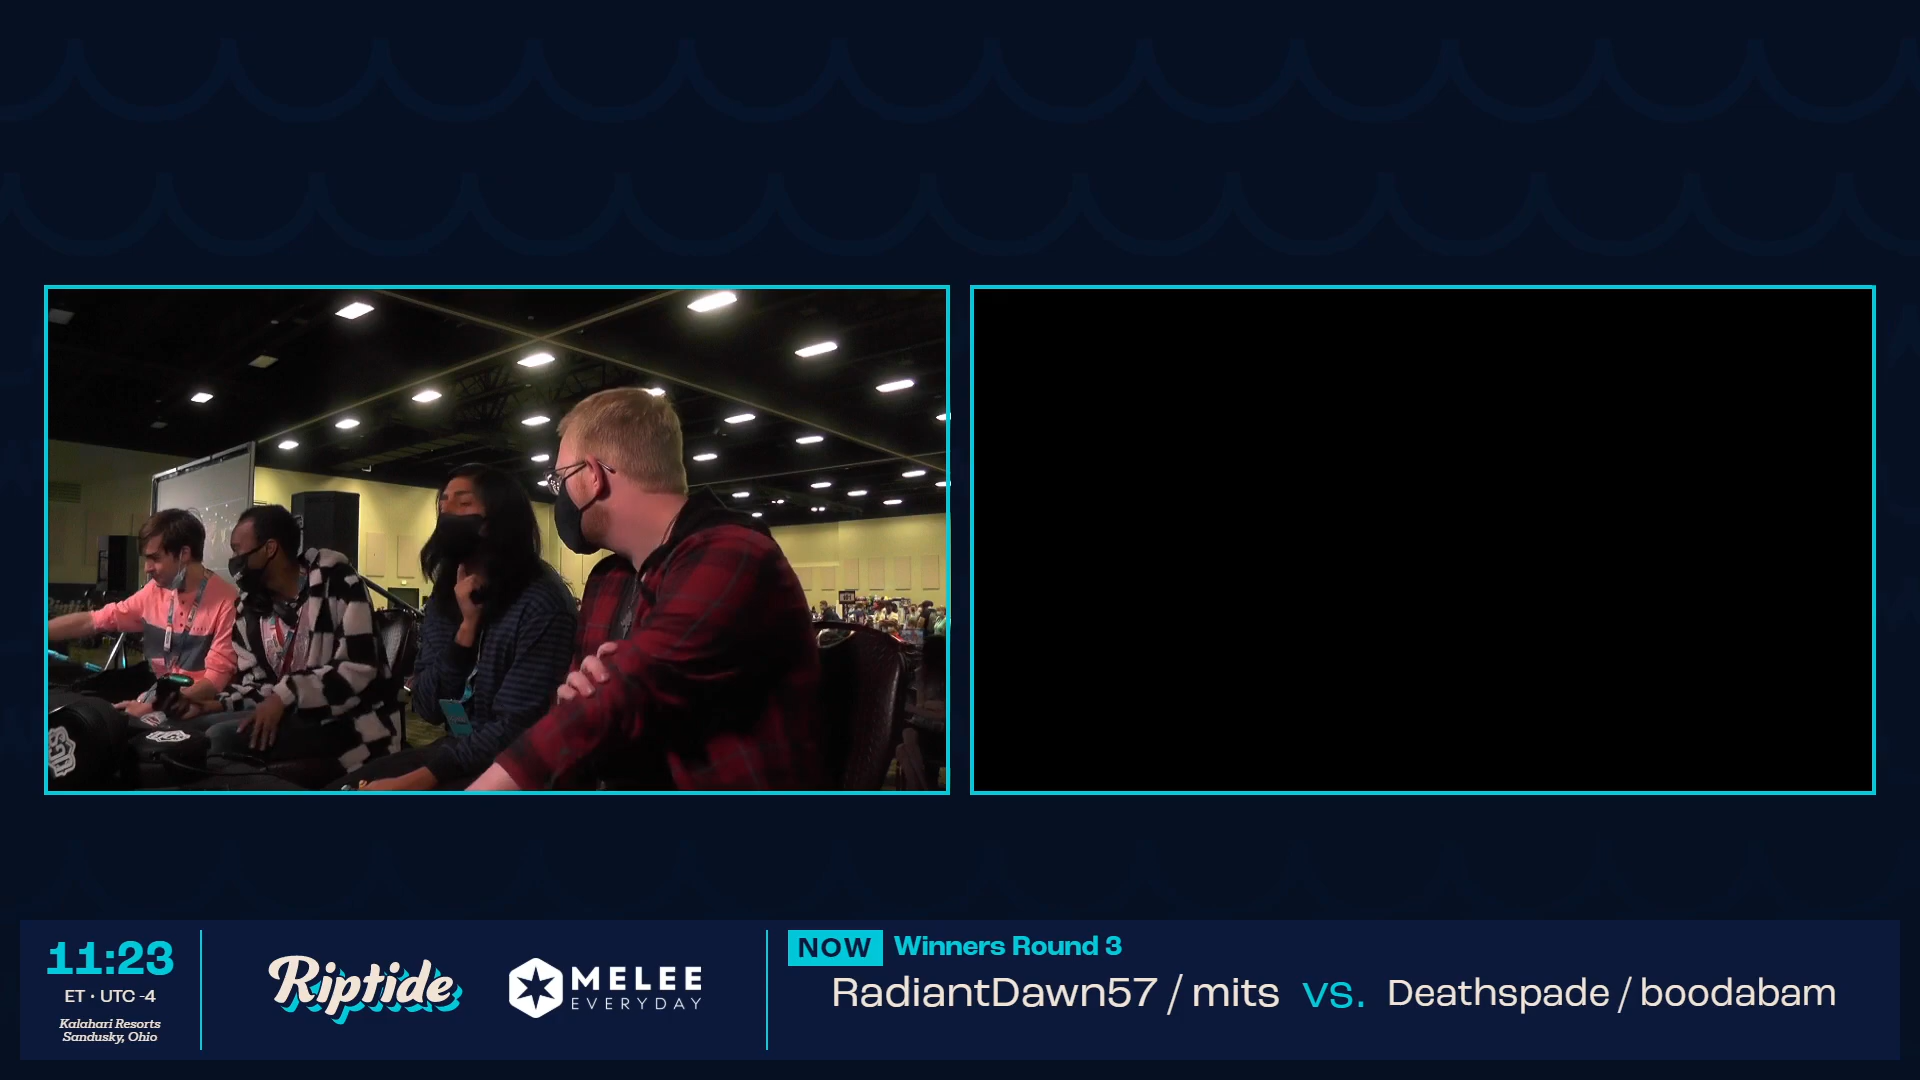 11:23
ET · UTC -4
Kalahari Resorts
Sandusky, Ohio
Riptide
MELEE
EVERYDAY
NOW Winners Round 3
RadiantDawn57 / mits vs. Deathspade / boodabam